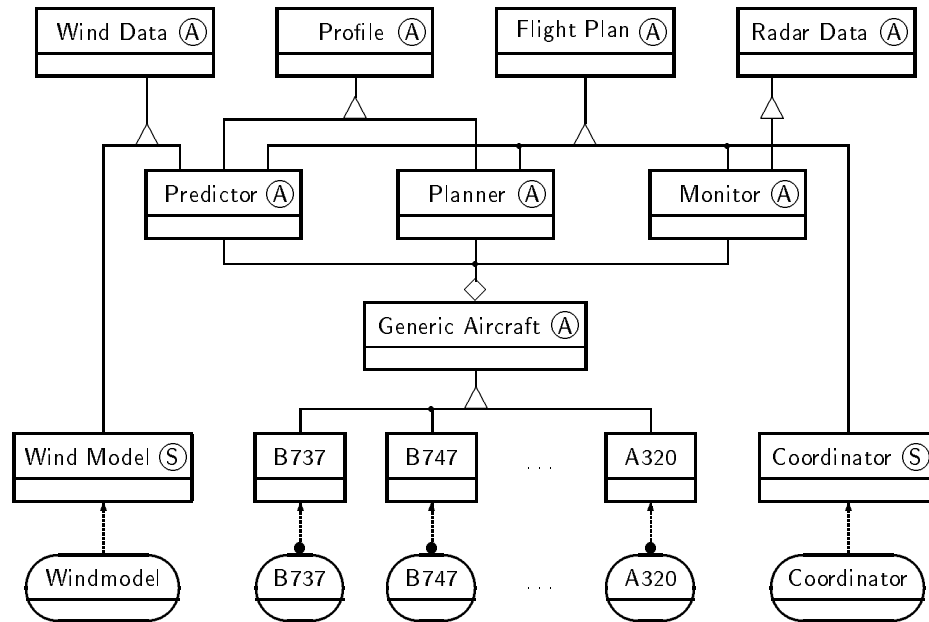 Wind Data Ⓐ Profile Ⓐ Flight Plan Ⓐ Radar Data Ⓐ
Predictor Ⓐ Planner Ⓐ Monitor Ⓐ
Generic Aircraft Ⓐ
Wind Model Ⓢ B737 B747 . . . A320 Coordinator Ⓢ
Windmodel B737 B747 . . . A320 Coordinator